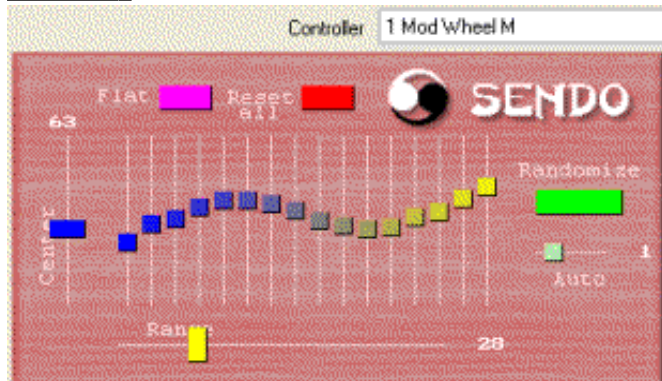 Controller 1 Mod Wheel M
Flat
Reset
all
SENDO
63
Randomize
Center
1
Auto
Range
28